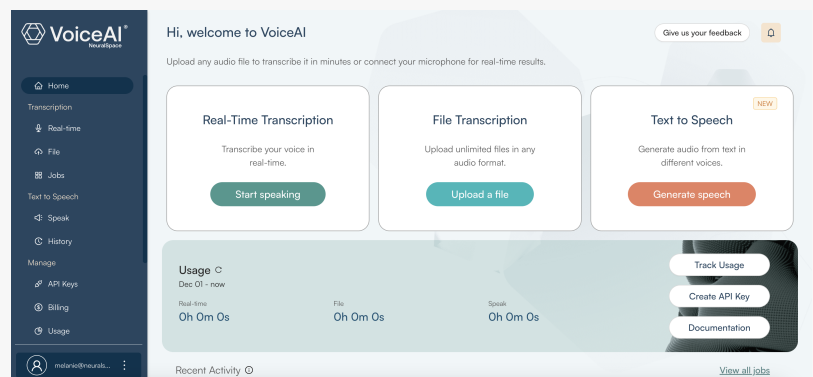 VoiceAI®
NeuralSpace
Home
Transcription
Real-time
File
Jobs
Text to Speech
Speak
History
Manage
API Keys
Billing
Usage
melanie@neurals...
Hi, welcome to VoiceAI
Give us your feedback
Upload any audio file to transcribe it in minutes or connect your microphone for real-time results.
Real-Time Transcription
Transcribe your voice in
real-time.
Start speaking
File Transcription
Upload unlimited files in any
audio format.
Upload a file
NEW
Text to Speech
Generate audio from text in
different voices.
Generate speech
Usage
Dec 01 - now
Real-time
0h 0m 0s
File
0h 0m 0s
Speak
0h 0m 0s
Track Usage
Create API Key
Documentation
Recent Activity
View all jobs